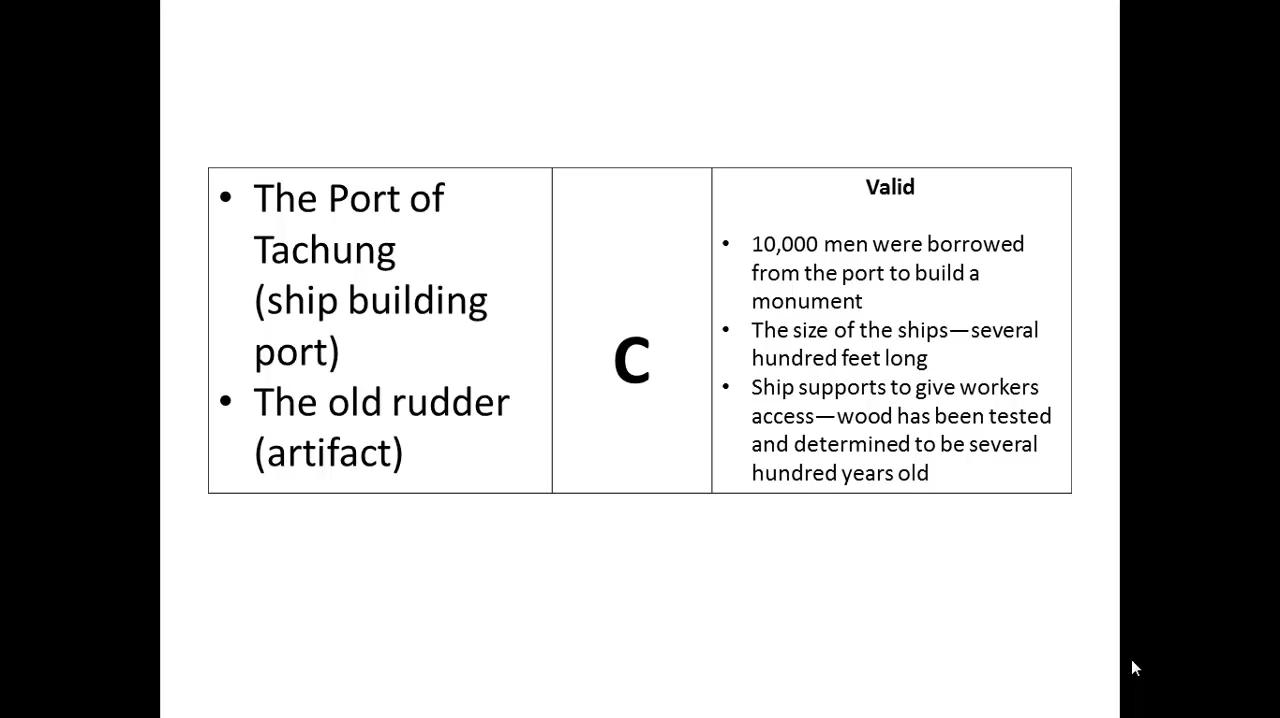 • The Port of
Tachung
(ship building
port)
• The old rudder
(artifact)
C
Valid
• 10,000 men were borrowed
from the port to build a
monument
• The size of the ships—several
hundred feet long
• Ship supports to give workers
access—wood has been tested
and determined to be several
hundred years old